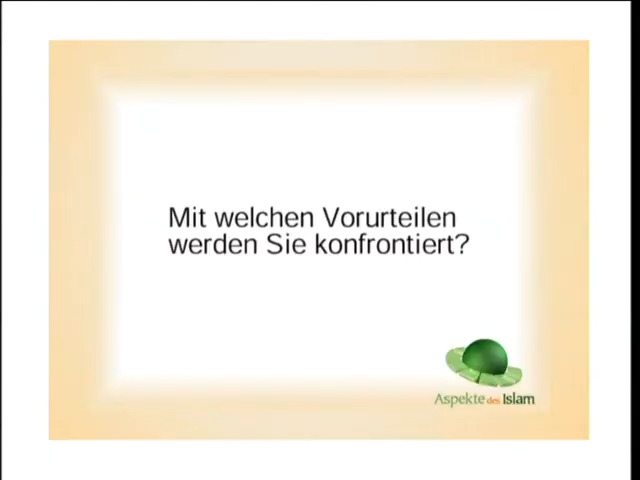 Mit welchen Vorurteilen
werden Sie konfrontiert?
Aspekte des Islam